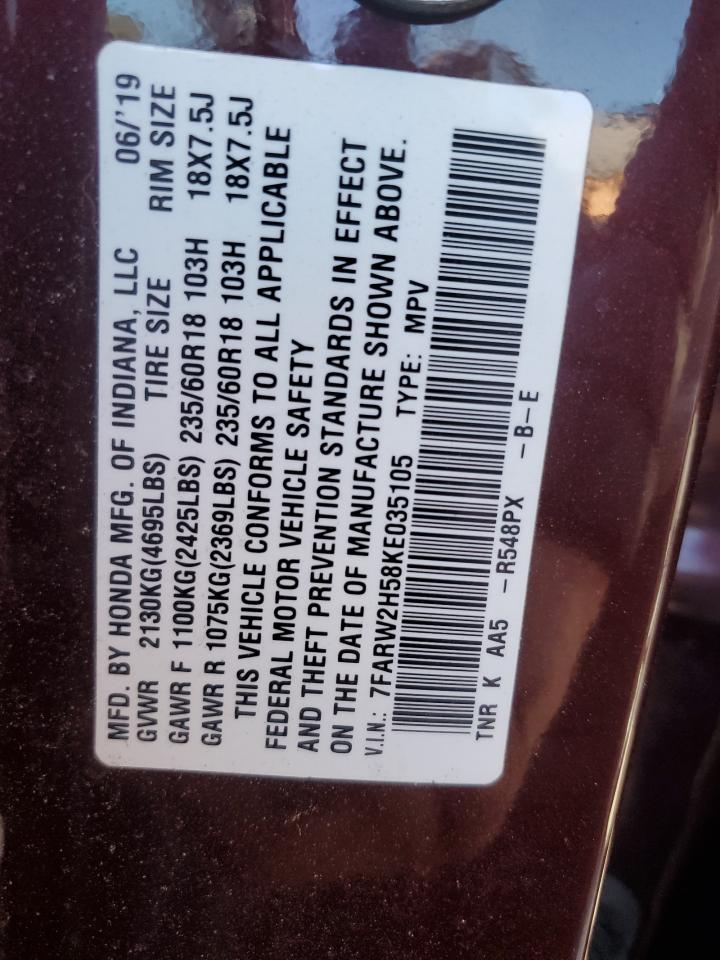 MFD. BY HONDA MFG. OF INDIANA, LLC 06/'19
GVWR 2130KG(4695LBS) TIRE SIZE RIM SIZE
GAWR F 1100KG(2425LBS) 235/60R18 103H 18X7.5J
GAWR R 1075KG(2369LBS) 235/60R18 103H 18X7.5J
THIS VEHICLE CONFORMS TO ALL APPLICABLE
FEDERAL MOTOR VEHICLE SAFETY
AND THEFT PREVENTION STANDARDS IN EFFECT
ON THE DATE OF MANUFACTURE SHOWN ABOVE.
V.I.N.: 7FARW2H58KE035105 TYPE: MPV
TNR K AA5 -R548PX -B-E